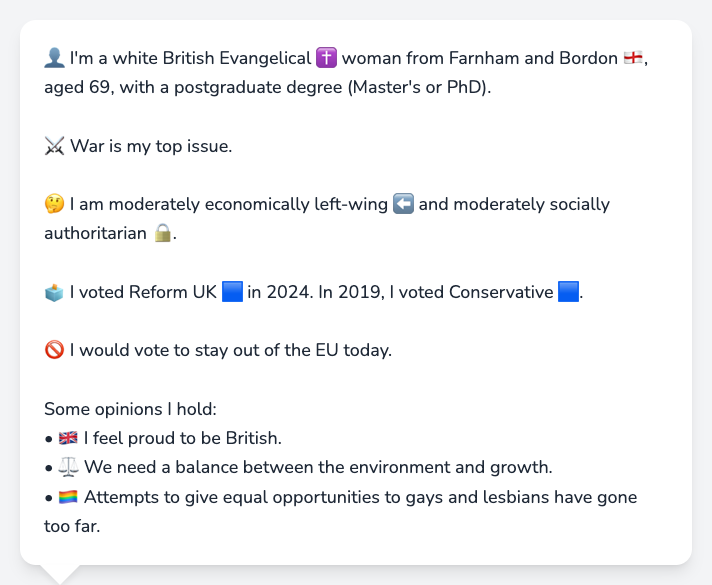 👤 I'm a white British Evangelical ✝️ woman from Farnham and Bordon 🏴󠁧󠁢󠁥󠁮󠁧󠁿,
aged 69, with a postgraduate degree (Master's or PhD).
⚔️ War is my top issue.
🤔 I am moderately economically left-wing ⬅️ and moderately socially
authoritarian 🔒.
🗳️ I voted Reform UK 🟦 in 2024. In 2019, I voted Conservative 🟦.
🚫 I would vote to stay out of the EU today.
Some opinions I hold:
• 🇬🇧 I feel proud to be British.
• ⚖️ We need a balance between the environment and growth.
• 🏳️‍🌈 Attempts to give equal opportunities to gays and lesbians have gone
too far.